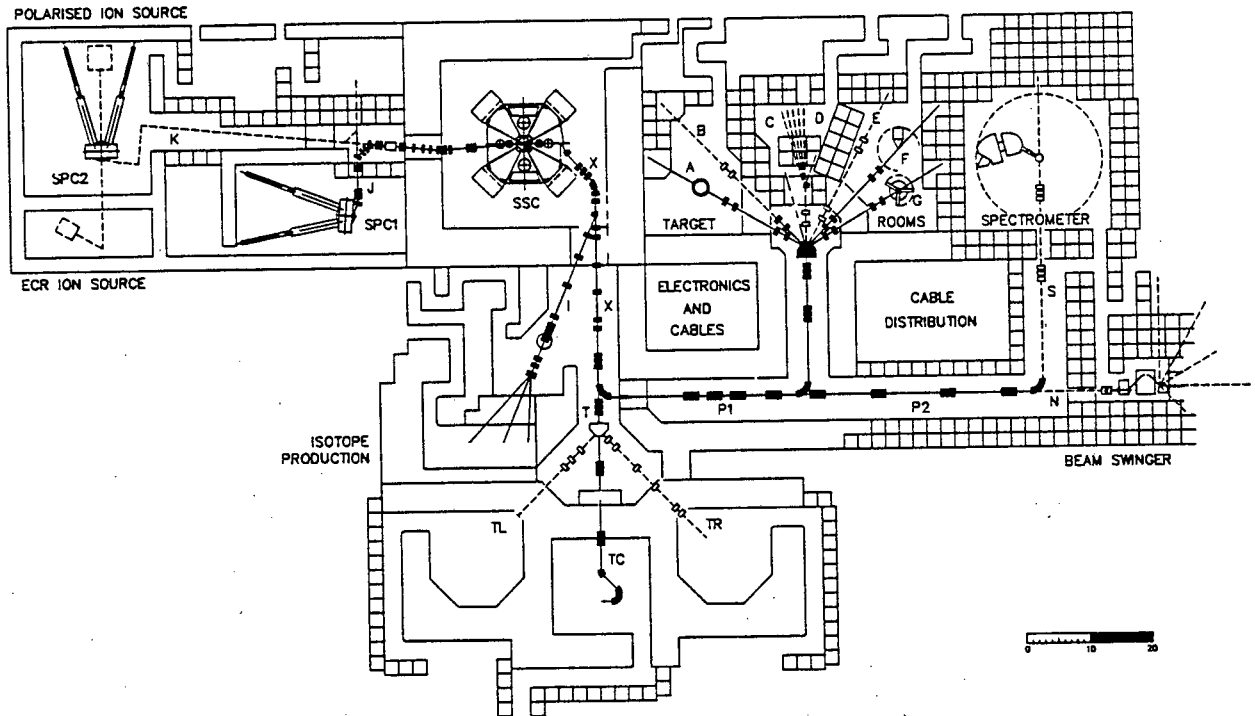 POLARISED ION SOURCE
K
SPC2
J
SPC1
ECR ION SOURCE
SSC
X
I
X
B
A
TARGET
C
D
E
F
G
ROOMS
SPECTROMETER
S
ELECTRONICS
AND
CABLES
CABLE
DISTRIBUTION
P1
P2
N
BEAM SWINGER
T
ISOTOPE
PRODUCTION
TL
TR
TC
0
10
20